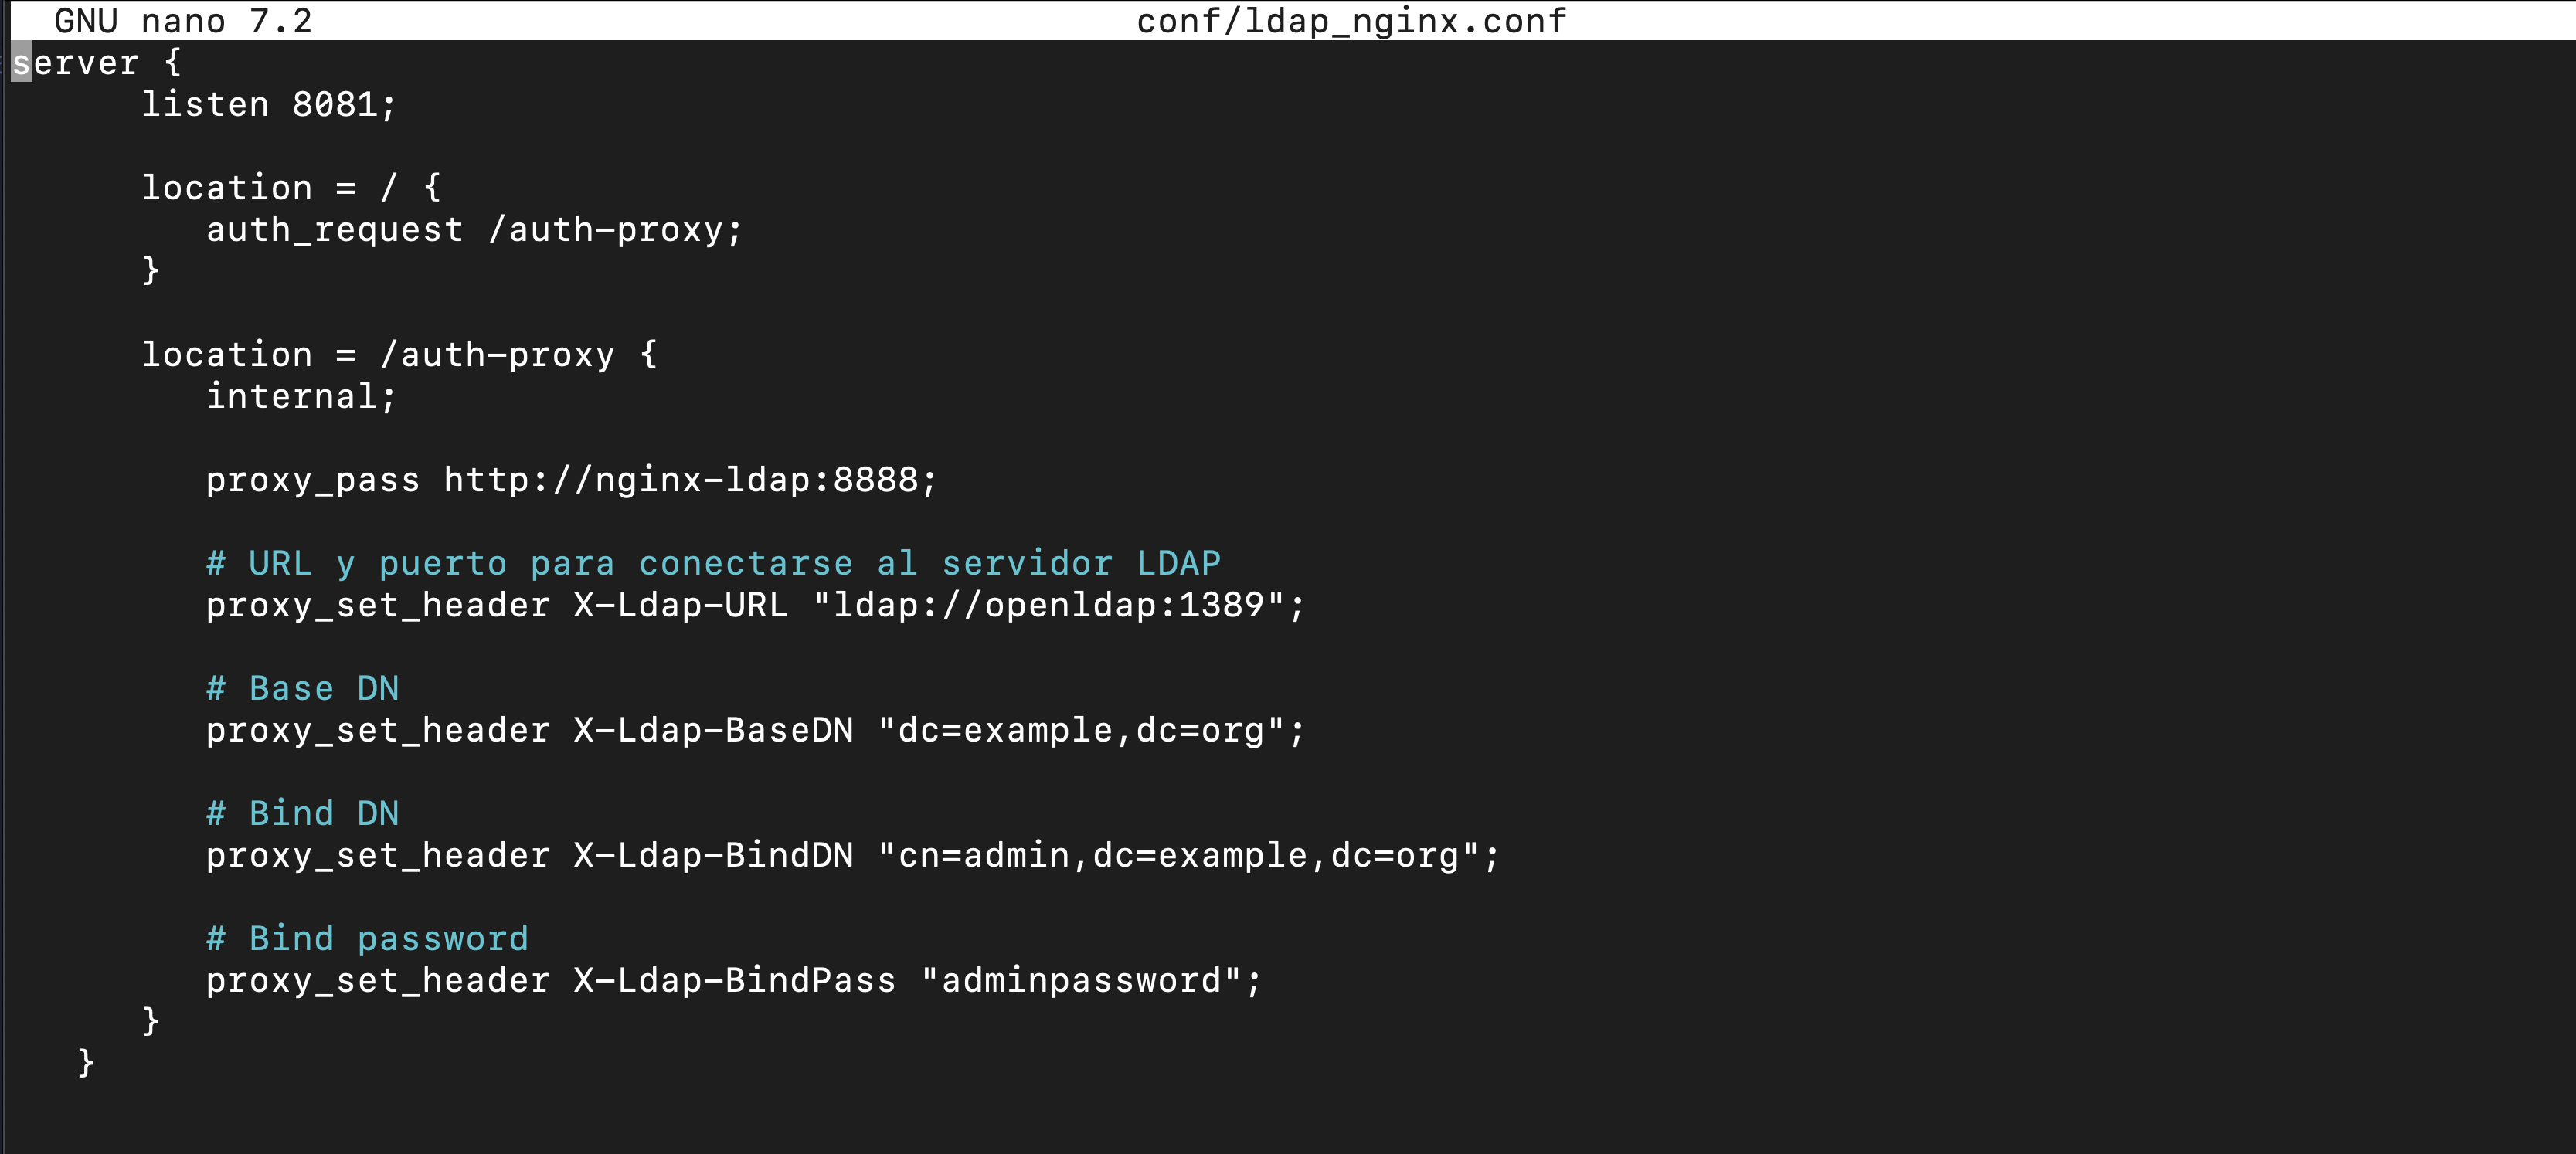 GNU nano 7.2 conf/ldap_nginx.conf
server {
listen 8081;
location = / {
auth_request /auth-proxy;
}
location = /auth-proxy {
internal;
proxy_pass http://nginx-ldap:8888;
# URL y puerto para conectarse al servidor LDAP
proxy_set_header X-Ldap-URL "ldap://openldap:1389";
# Base DN
proxy_set_header X-Ldap-BaseDN "dc=example,dc=org";
# Bind DN
proxy_set_header X-Ldap-BindDN "cn=admin,dc=example,dc=org";
# Bind password
proxy_set_header X-Ldap-BindPass "adminpassword";
}
}